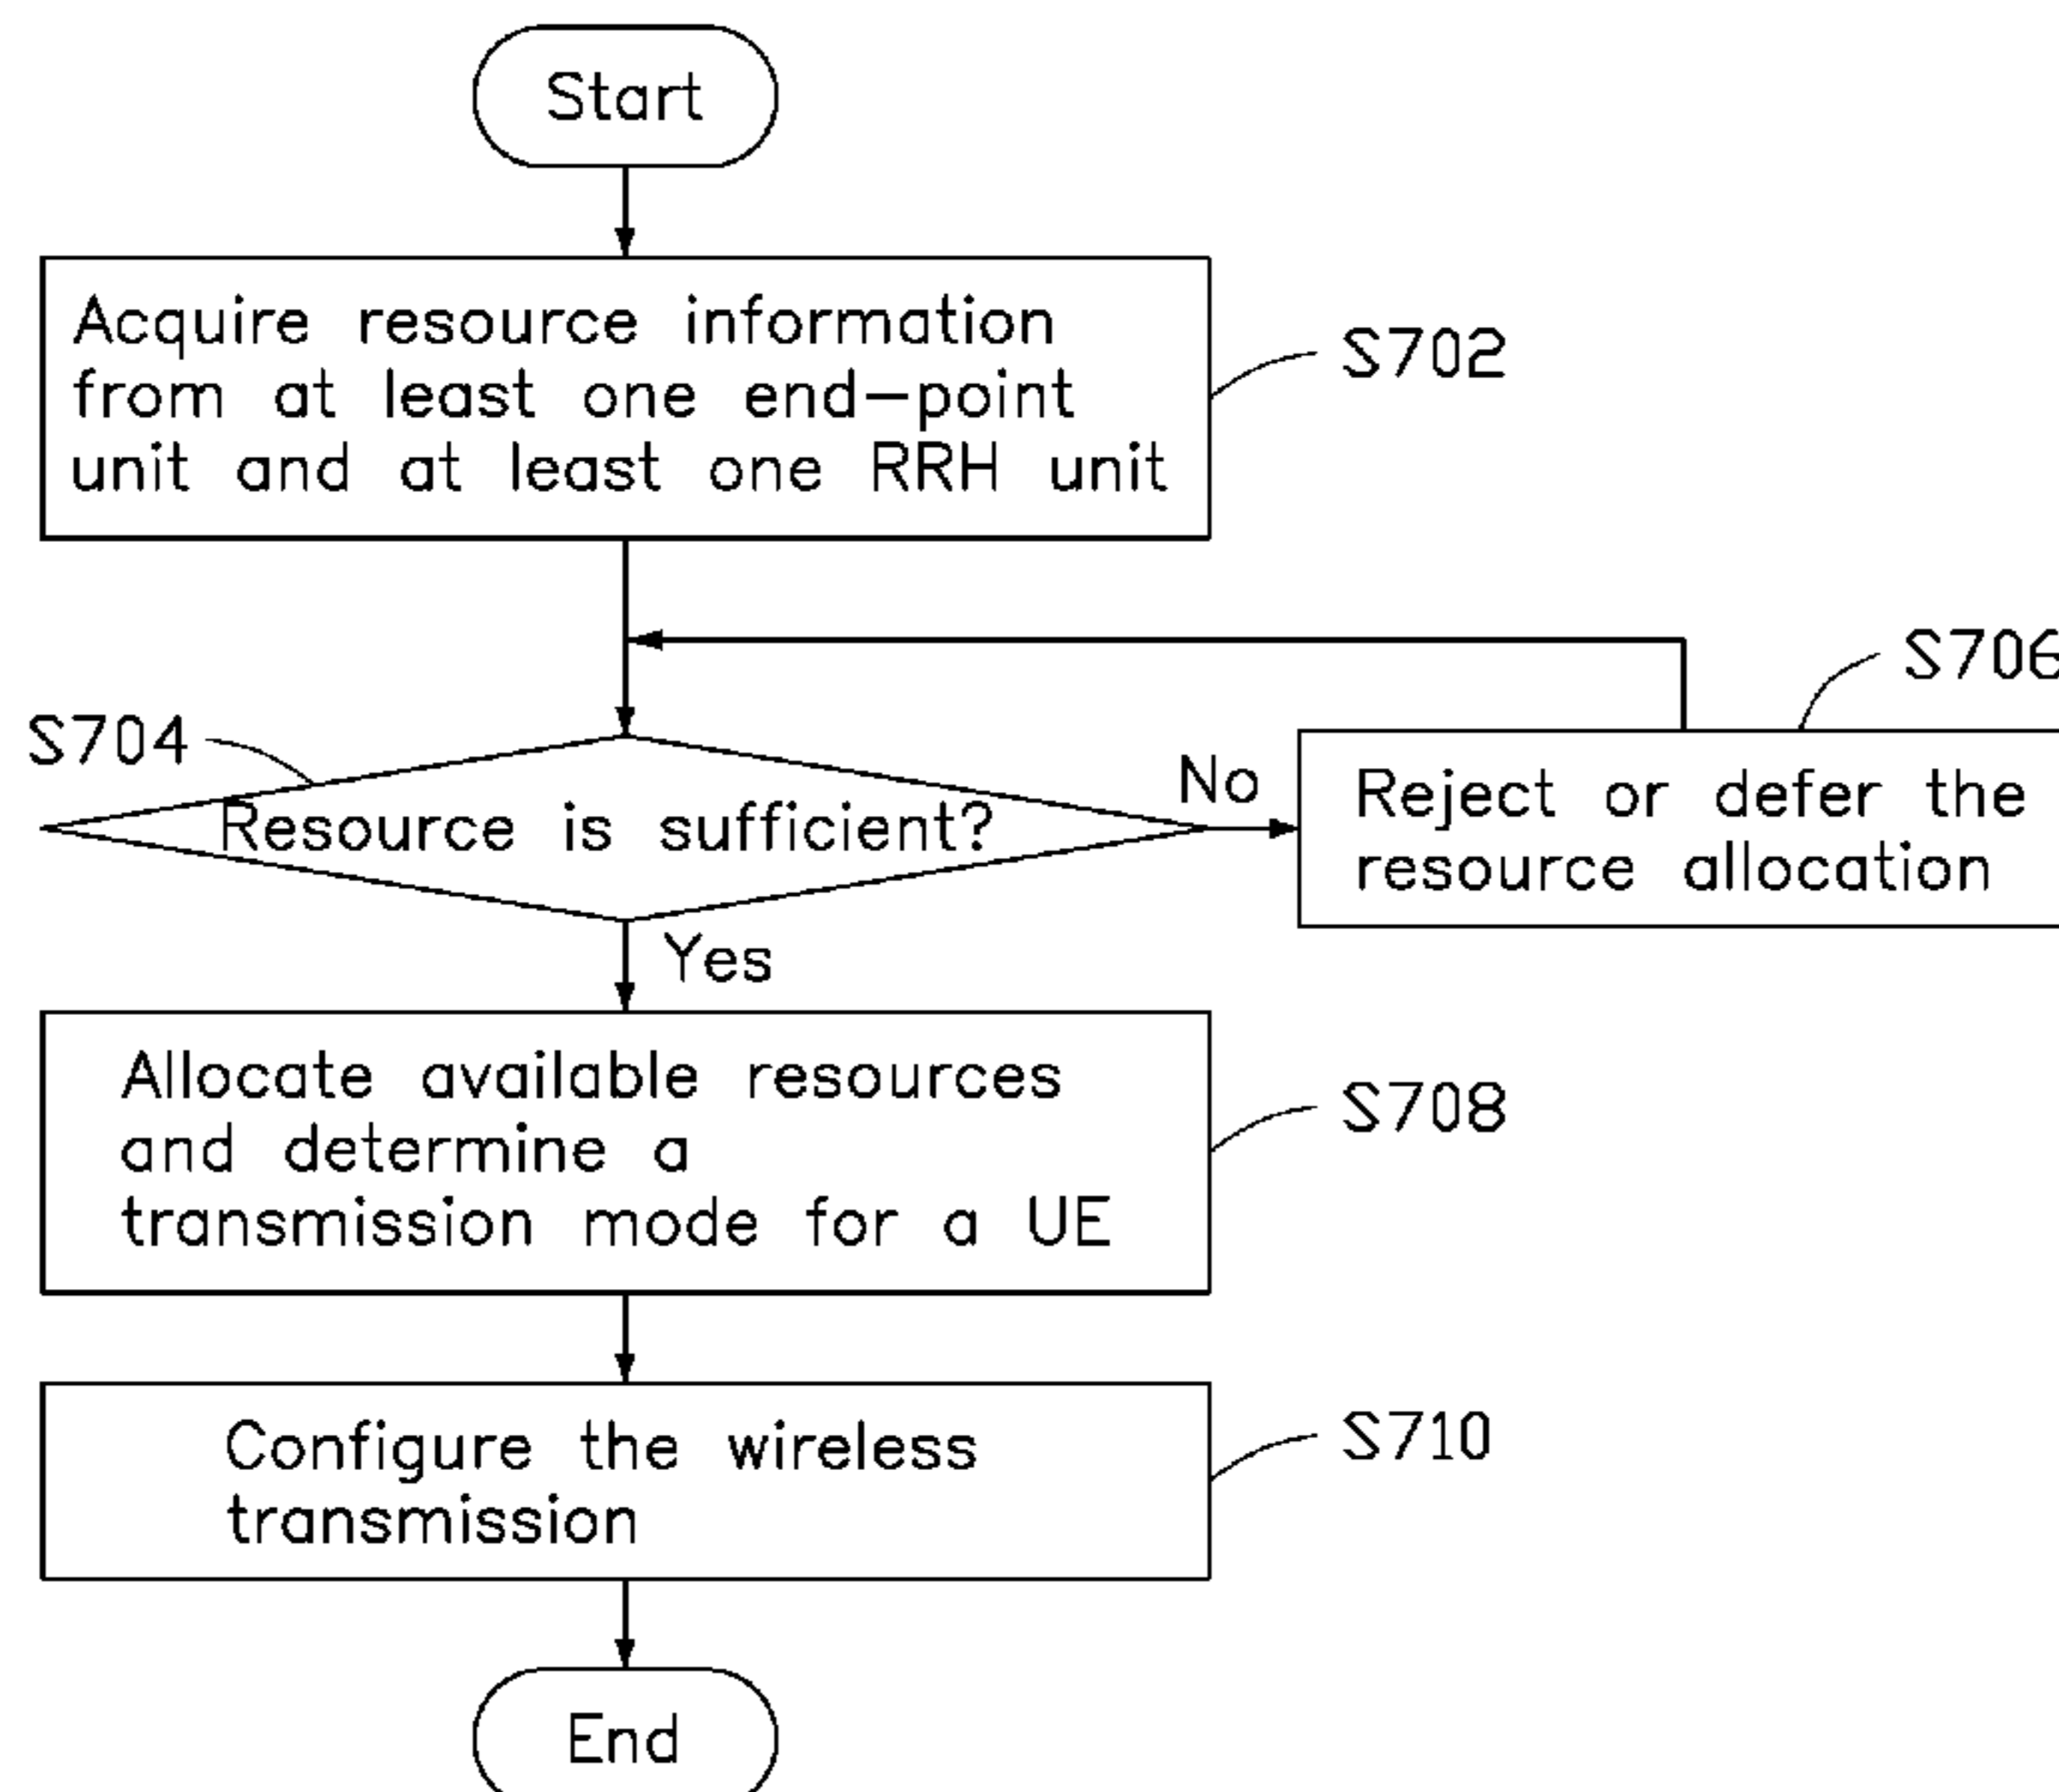 Start
Acquire resource information
from at least one end-point
unit and at least one RRH unit
S702
S706
S704
Resource is sufficient?
No
Reject or defer the
resource allocation
Yes
Allocate available resources
and determine a
transmission mode for a UE
S708
Configure the wireless
transmission
S710
End